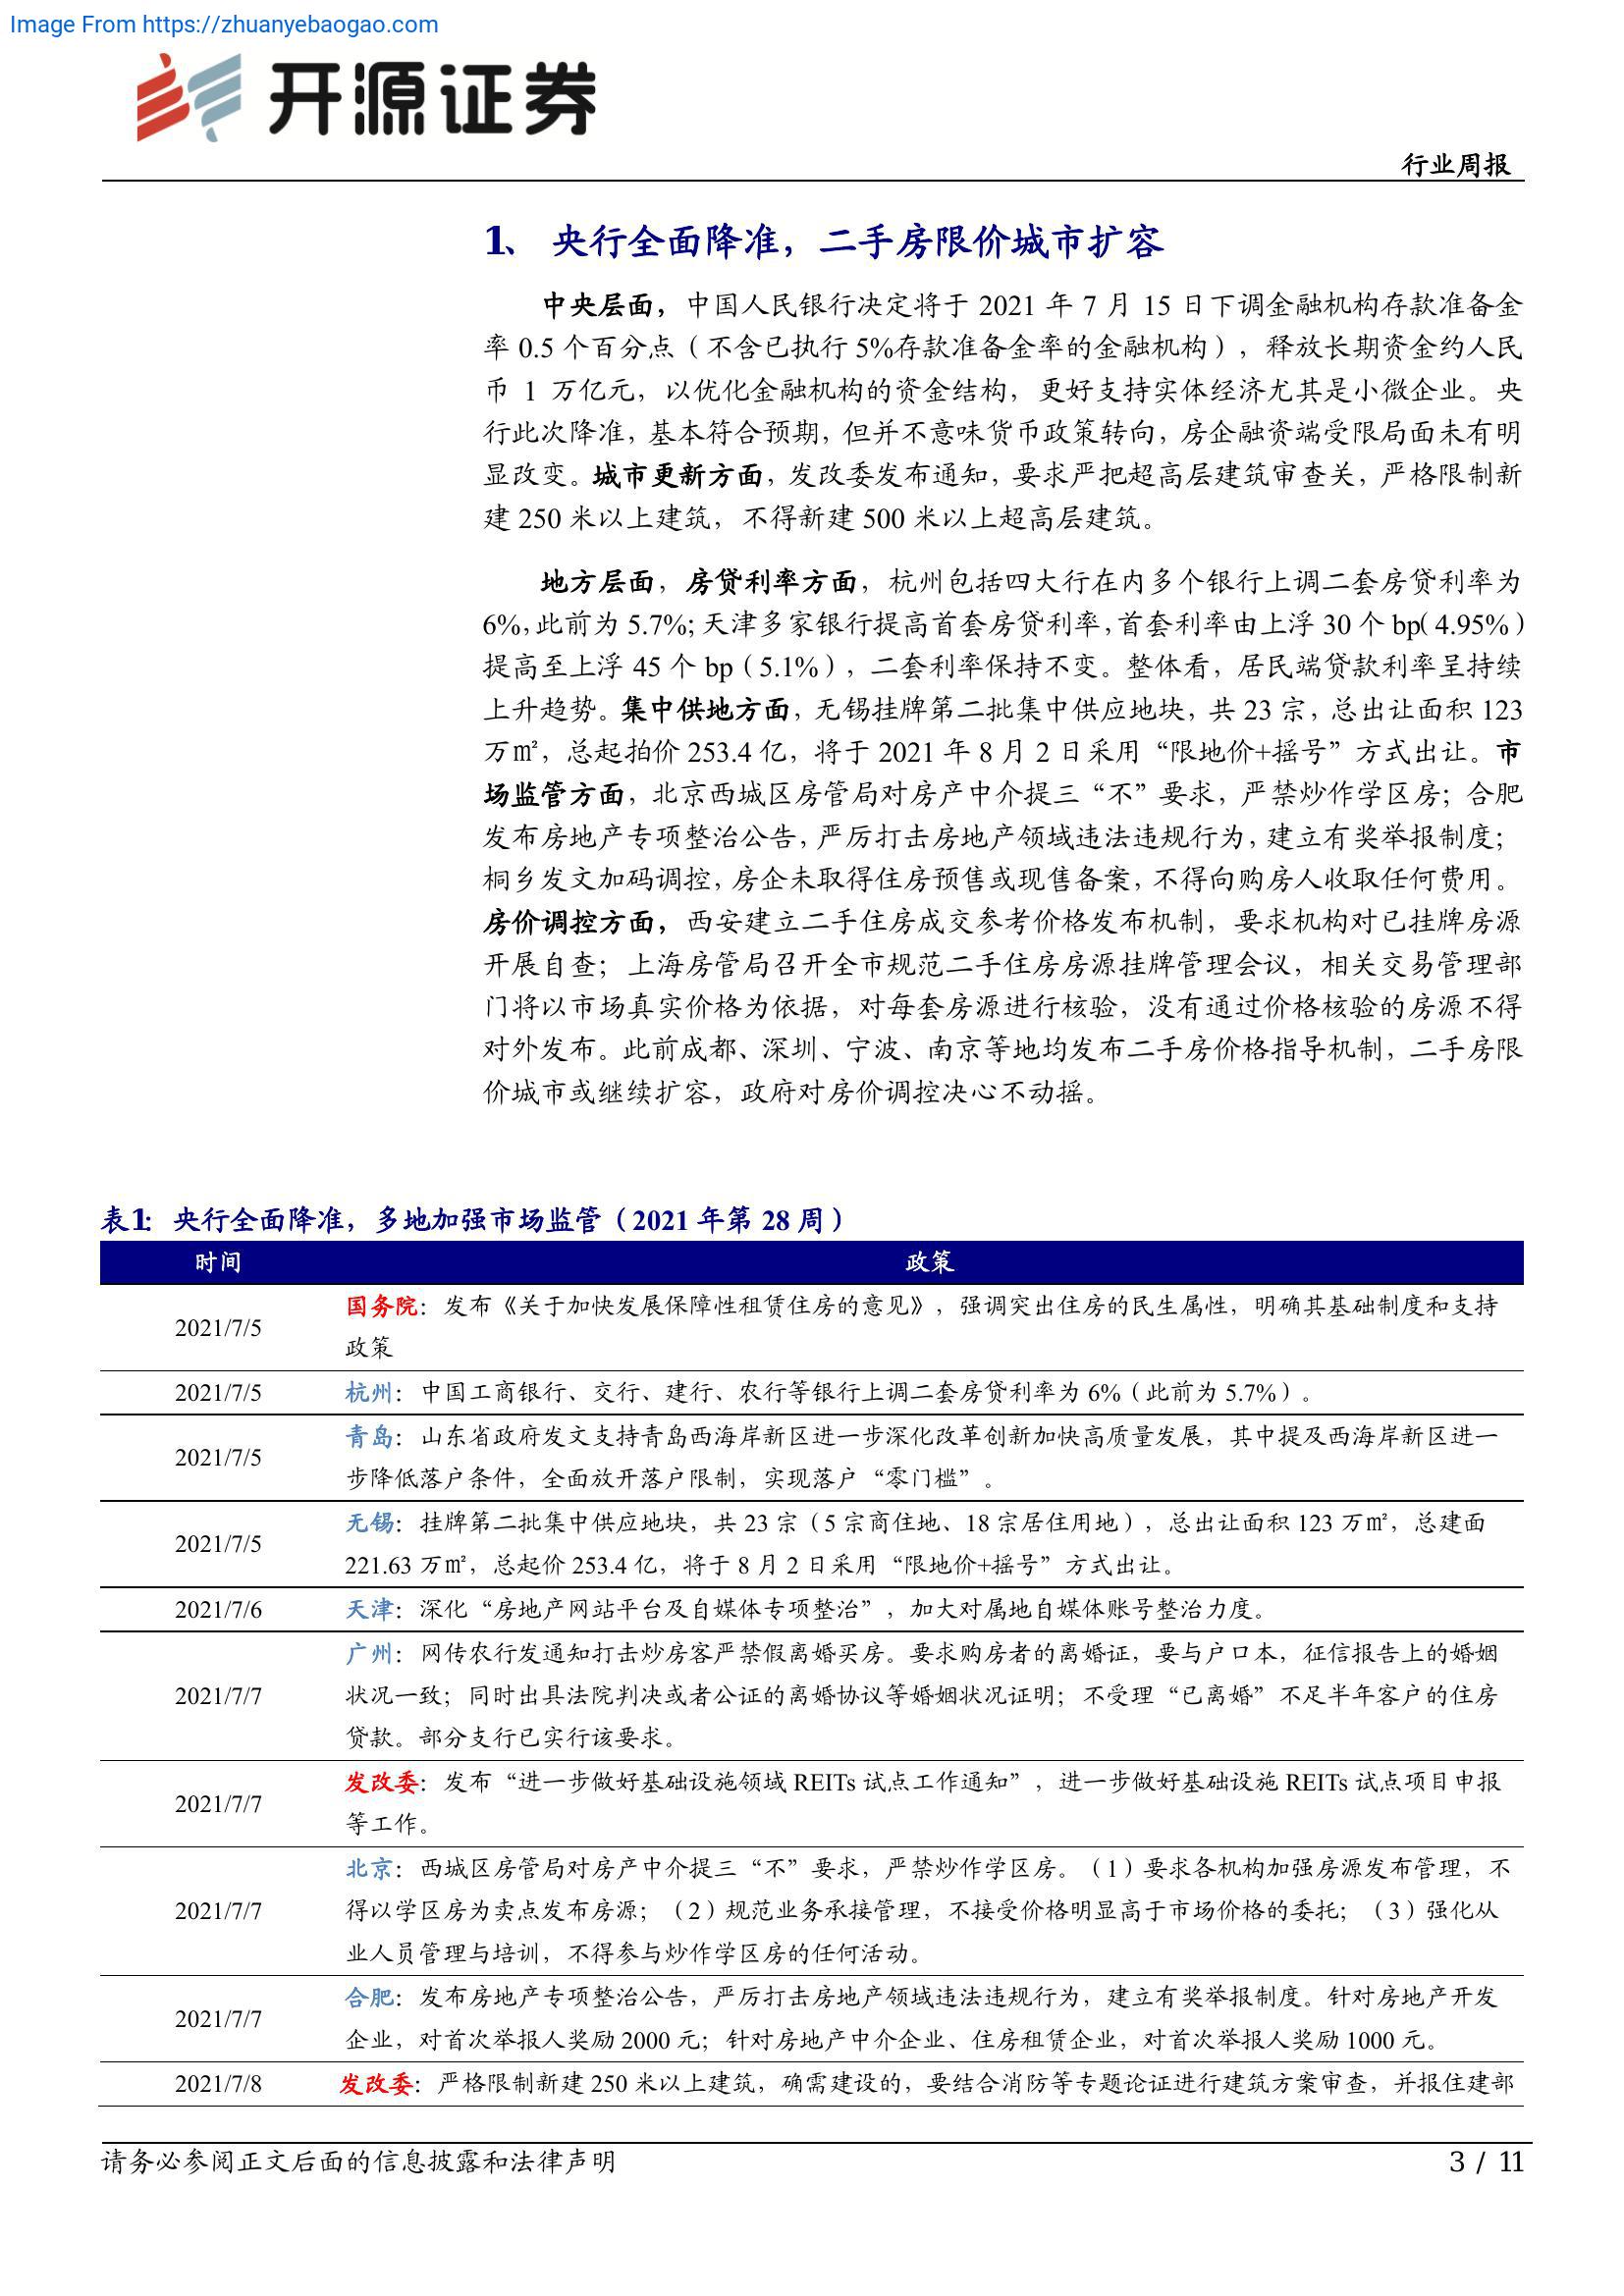 Image From https://zhuanyebaogao.com
开源证券
行业周报
1、 央行全面降准，二手房限价城市扩容
中央层面，中国人民银行决定将于 2021 年 7 月 15 日下调金融机构存款准备金
率 0.5 个百分点（不含已执行 5%存款准备金率的金融机构），释放长期资金约人民
币 1 万亿元，以优化金融机构的资金结构，更好支持实体经济尤其是小微企业。央
行此次降准，基本符合预期，但并不意味货币政策转向，房企融资端受限局面未有明
显改变。城市更新方面，发改委发布通知，要求严把超高层建筑审查关，严格限制新
建 250 米以上建筑，不得新建 500 米以上超高层建筑。
地方层面，房贷利率方面，杭州包括四大行在内多个银行上调二套房贷利率为
6%，此前为 5.7%；天津多家银行提高首套房贷利率，首套利率由上浮 30 个 bp（4.95%）
提高至上浮 45 个 bp（5.1%），二套利率保持不变。整体看，居民端贷款利率呈持续
上升趋势。集中供地方面，无锡挂牌第二批集中供应地块，共 23 宗，总出让面积 123
万㎡，总起拍价 253.4 亿，将于 2021 年 8 月 2 日采用“限地价+摇号”方式出让。市
场监管方面，北京西城区房管局对房产中介提三“不”要求，严禁炒作学区房；合肥
发布房地产专项整治公告，严厉打击房地产领域违法违规行为，建立有奖举报制度；
桐乡发文加码调控，房企未取得住房预售或现售备案，不得向购房人收取任何费用。
房价调控方面，西安建立二手住房成交参考价格发布机制，要求机构对已挂牌房源
开展自查；上海房管局召开全市规范二手住房房源挂牌管理会议，相关交易管理部
门将以市场真实价格为依据，对每套房源进行核验，没有通过价格核验的房源不得
对外发布。此前成都、深圳、宁波、南京等地均发布二手房价格指导机制，二手房限
价城市或继续扩容，政府对房价调控决心不动摇。
表1：央行全面降准，多地加强市场监管（2021 年第 28 周）
时间 政策
2021/7/5 国务院：发布《关于加快发展保障性租赁住房的意见》，强调突出住房的民生属性，明确其基础制度和支持
政策
2021/7/5 杭州：中国工商银行、交行、建行、农行等银行上调二套房贷利率为 6%（此前为 5.7%）。
2021/7/5 青岛：山东省政府发文支持青岛西海岸新区进一步深化改革创新加快高质量发展，其中提及西海岸新区进一
步降低落户条件，全面放开落户限制，实现落户“零门槛”。
2021/7/5 无锡：挂牌第二批集中供应地块，共 23 宗（5 宗商住地、18 宗居住用地），总出让面积 123 万㎡，总建面
221.63 万㎡，总起价 253.4 亿，将于 8 月 2 日采用“限地价+摇号”方式出让。
2021/7/6 天津：深化“房地产网站平台及自媒体专项整治”，加大对属地自媒体账号整治力度。
2021/7/7 广州：网传农行发通知打击炒房客严禁假离婚买房。要求购房者的离婚证，要与户口本，征信报告上的婚姻
状况一致；同时出具法院判决或者公证的离婚协议等婚姻状况证明；不受理“已离婚”不足半年客户的住房
贷款。部分支行已实行该要求。
2021/7/7 发改委：发布“进一步做好基础设施领域 REITs 试点工作通知”，进一步做好基础设施 REITs 试点项目申报
等工作。
2021/7/7 北京：西城区房管局对房产中介提三“不”要求，严禁炒作学区房。（1）要求各机构加强房源发布管理，不
得以学区房为卖点发布房源；（2）规范业务承接管理，不接受价格明显高于市场价格的委托；（3）强化从
业人员管理与培训，不得参与炒作学区房的任何活动。
2021/7/7 合肥：发布房地产专项整治公告，严厉打击房地产领域违法违规行为，建立有奖举报制度。针对房地产开发
企业，对首次举报人奖励 2000 元；针对房地产中介企业、住房租赁企业，对首次举报人奖励 1000 元。
2021/7/8 发改委：严格限制新建 250 米以上建筑，确需建设的，要结合消防等专题论证进行建筑方案审查，并报住建部
请务必参阅正文后面的信息披露和法律声明 3 / 11